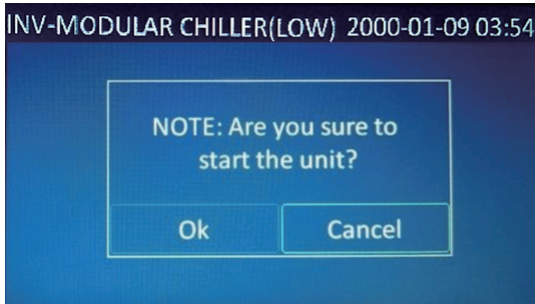 INV-MODULAR CHILLER(LOW) 2000-01-09 03:54
NOTE: Are you sure to
start the unit?
Ok
Cancel